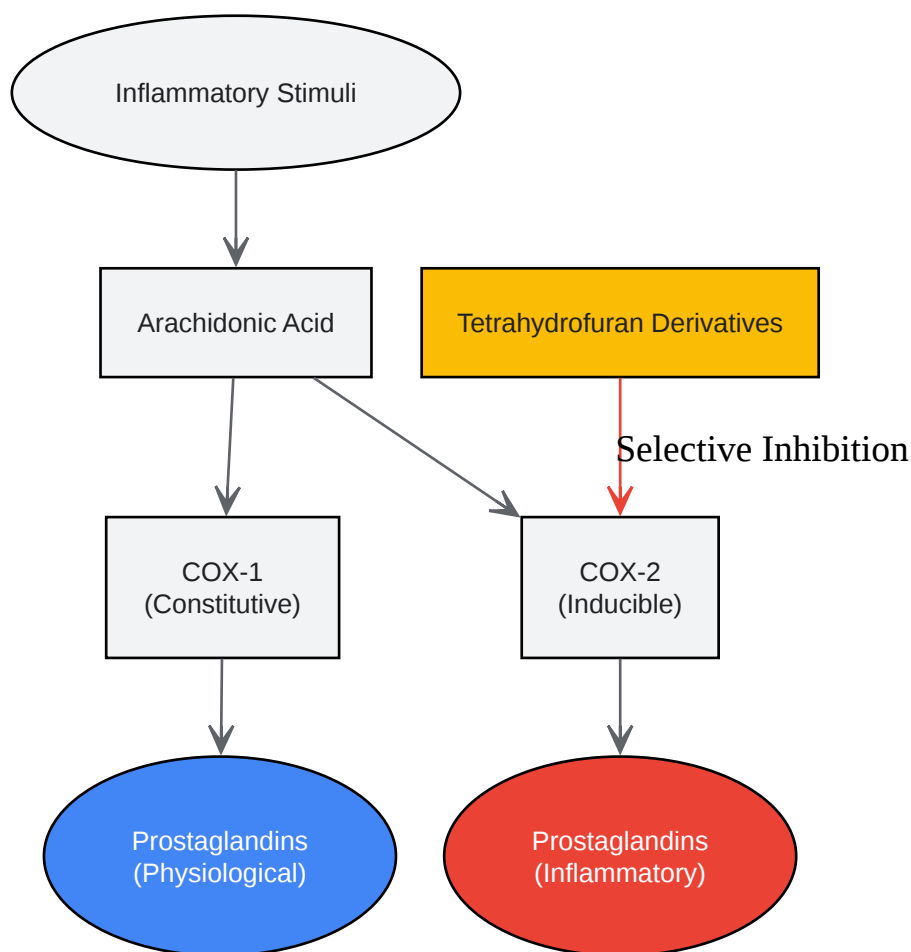 Inflammatory Stimuli
Arachidonic Acid
Tetrahydrofuran Derivatives
Selective Inhibition
COX-1
(Constitutive)
COX-2
(Inducible)
Prostaglandins
(Physiological)
Prostaglandins
(Inflammatory)